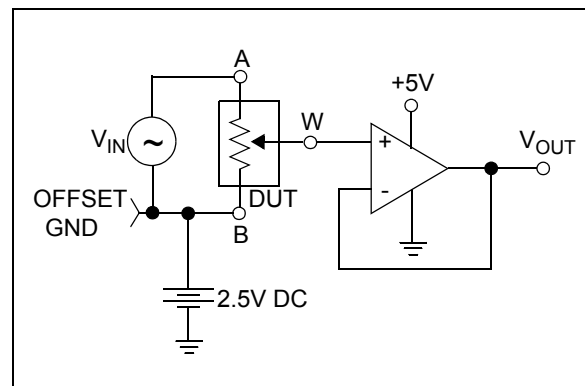 A
+5V
W
V_IN
~
+
V_OUT
-
OFFSET
GND
DUT
B
2.5V DC